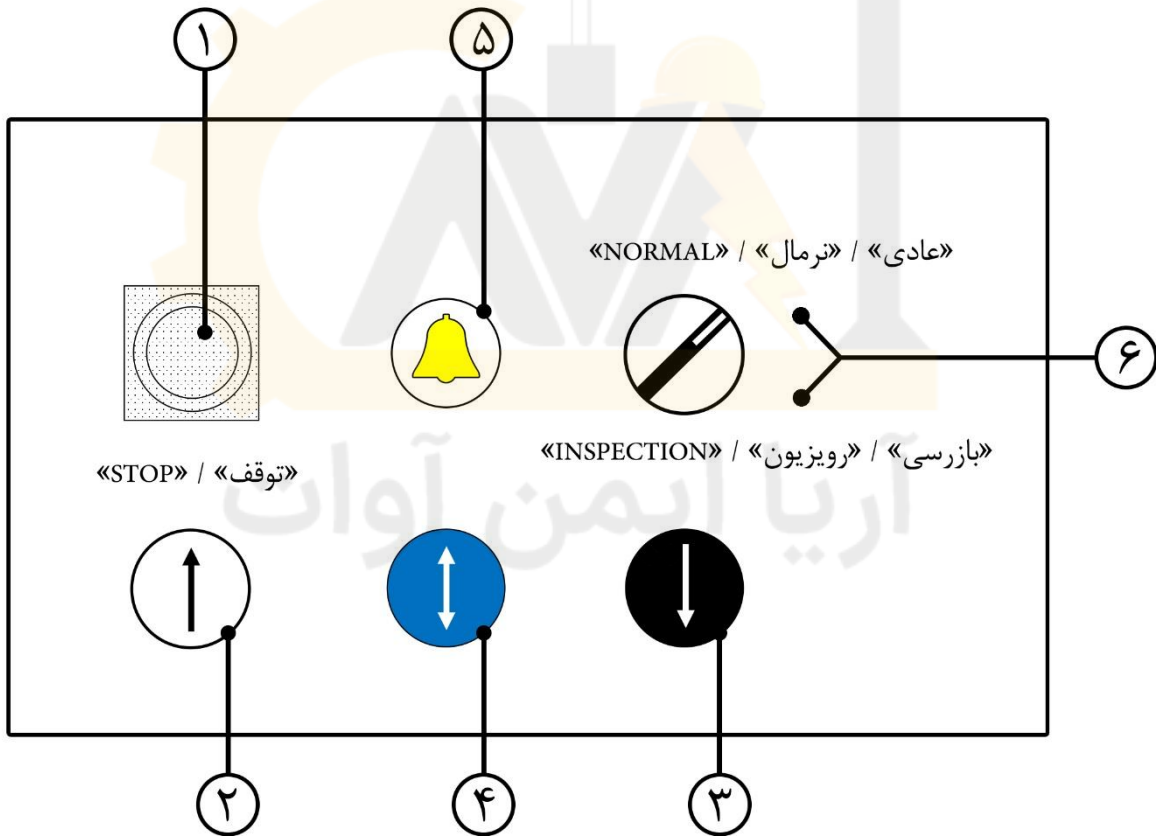 ۱
۵
«عادی» / «نرمال» / «NORMAL»
۶
«توقف» / «STOP»
«بازرسی» / «رویزیون» / «INSPECTION»
آریا ایمن آوات
۲
۴
۳